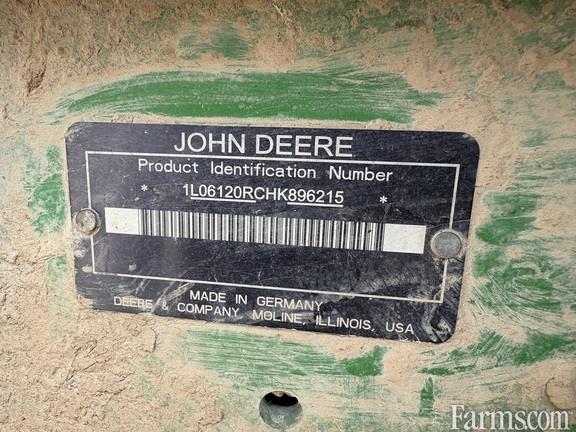 JOHN DEERE
Product Identification Number
* 1L06120RCHK896215 *
MADE IN GERMANY
DEERE & COMPANY, MOLINE, ILLINOIS, USA
Farms.com